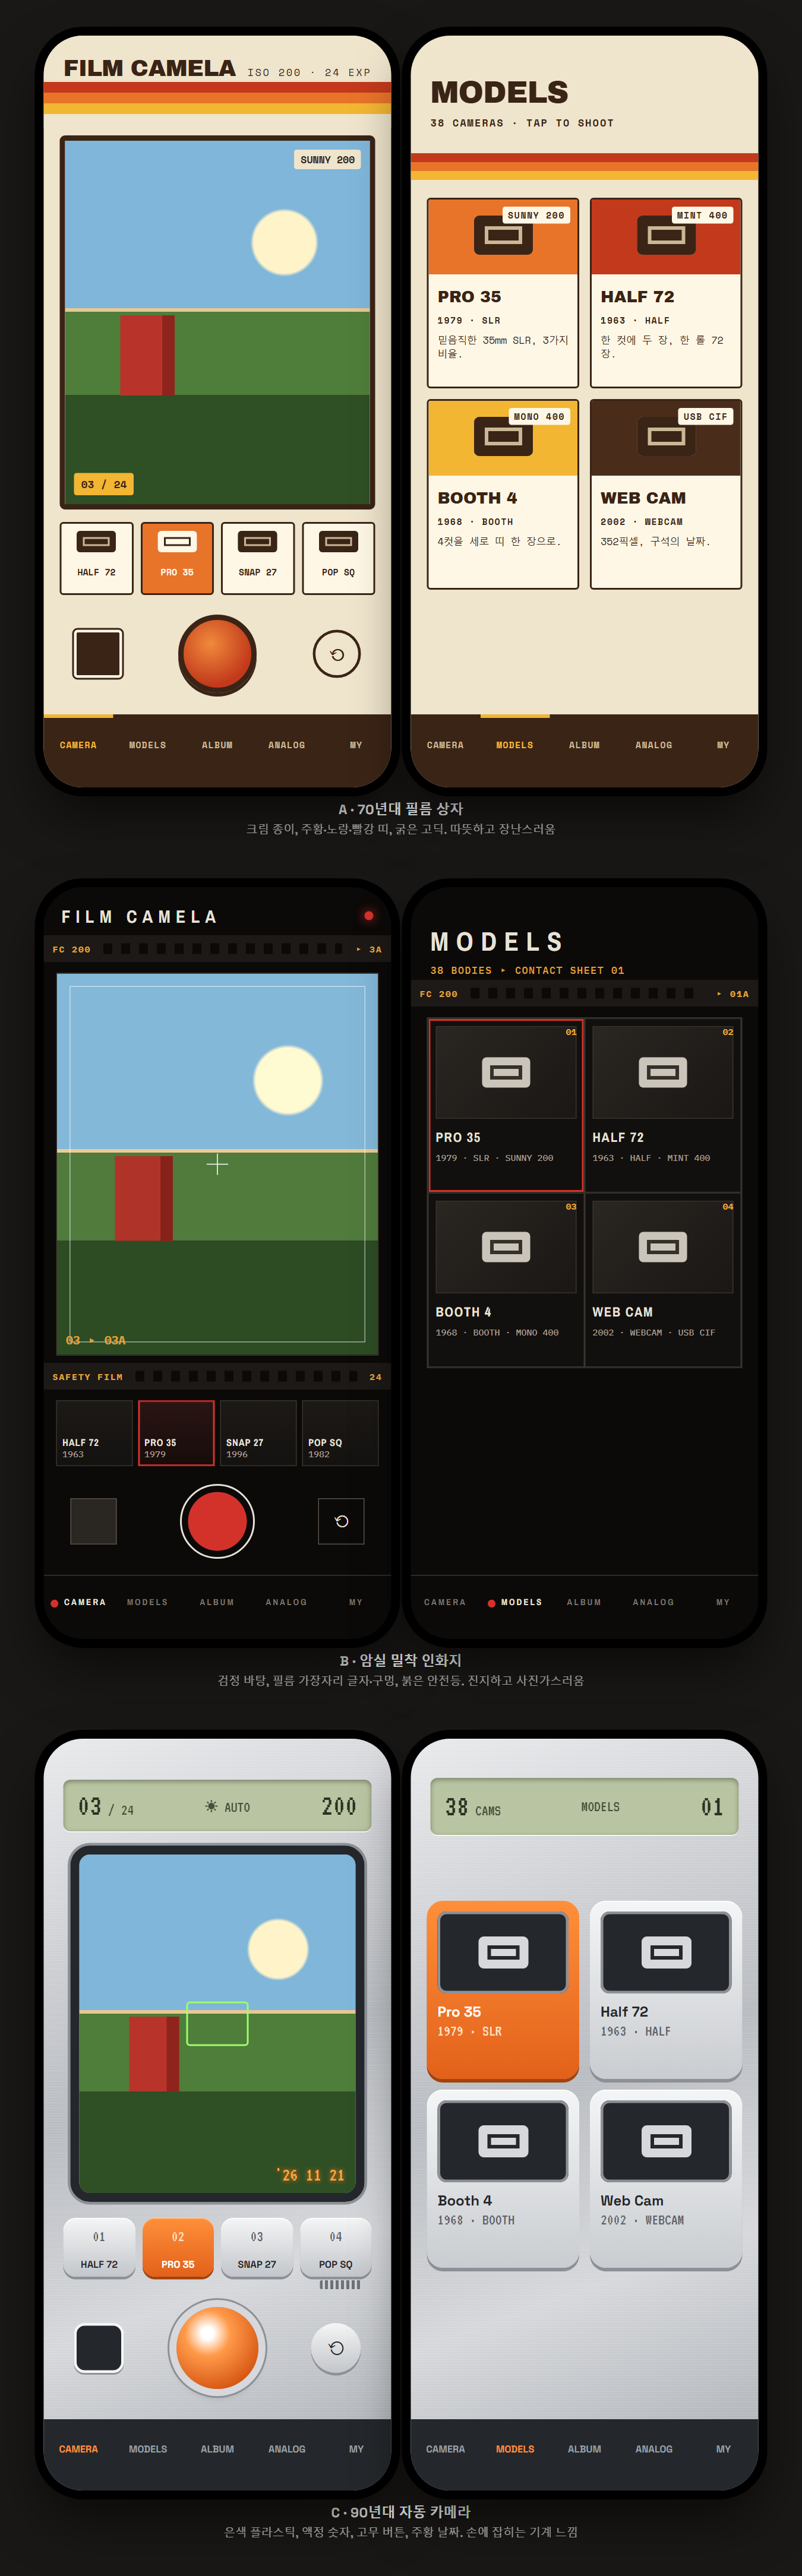 FILM CAMELA ISO 200 · 24 EXP
SUNNY 200
03 / 24
HALF 72
PRO 35
SNAP 27
POP SQ
CAMERA MODELS ALBUM ANALOG MY
MODELS
38 CAMERAS · TAP TO SHOOT
SUNNY 200
PRO 35
1979 · SLR
믿음직한 35mm SLR, 3가지
비율.
MINT 400
HALF 72
1963 · HALF
한 컷에 두 장, 한 롤 72
장.
MONO 400
BOOTH 4
1968 · BOOTH
4컷을 세로 띠 한 장으로.
USB CIF
WEB CAM
2002 · WEBCAM
352픽셀, 구석의 날짜.
CAMERA MODELS ALBUM ANALOG MY
A · 70년대 필름 상자
크림 종이, 주황·노랑·빨강 띠, 굵은 고딕. 따뜻하고 장난스러움
FILM CAMELA
FC 200 ▸ 3A
03 ▸ 03A
SAFETY FILM 24
HALF 72
1963
PRO 35
1979
SNAP 27
1996
POP SQ
1982
CAMERA MODELS ALBUM ANALOG MY
MODELS
38 BODIES ▸ CONTACT SHEET 01
FC 200 ▸ 01A
01
PRO 35
1979 · SLR · SUNNY 200
02
HALF 72
1963 · HALF · MINT 400
03
BOOTH 4
1968 · BOOTH · MONO 400
04
WEB CAM
2002 · WEBCAM · USB CIF
CAMERA MODELS ALBUM ANALOG MY
B · 암실 밀착 인화지
검정 바탕, 필름 가장자리 글자·구멍, 붉은 안전등. 진지하고 사진가스러움
03 / 24 ☀ AUTO 200
'26 11 21
01
HALF 72
02
PRO 35
03
SNAP 27
04
POP SQ
CAMERA MODELS ALBUM ANALOG MY
38 CAMS MODELS 01
Pro 35
1979 · SLR
Half 72
1963 · HALF
Booth 4
1968 · BOOTH
Web Cam
2002 · WEBCAM
CAMERA MODELS ALBUM ANALOG MY
C · 90년대 자동 카메라
은색 플라스틱, 액정 숫자, 고무 버튼, 주황 날짜. 손에 잡히는 기계 느낌